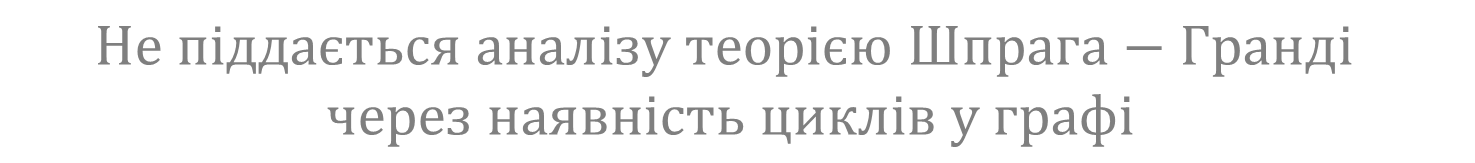 Не піддається аналізу теорією Шпрага — Гранді
через наявність циклів у графі